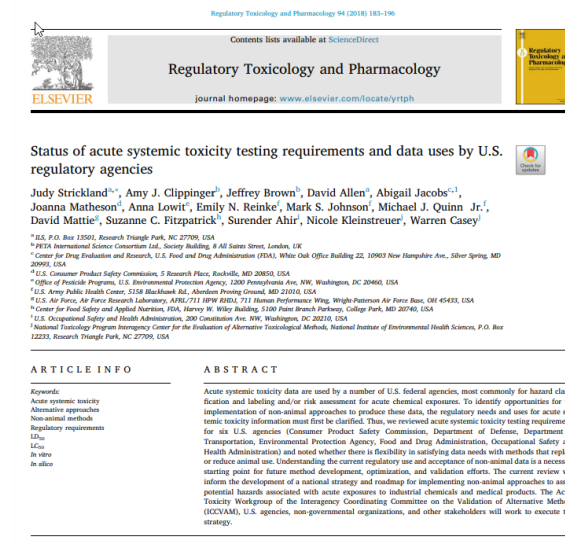 Regulatory Toxicology and Pharmacology 94 (2018) 183–196
Contents lists available at ScienceDirect
Regulatory Toxicology and Pharmacology
journal homepage: www.elsevier.com/locate/yrtph
ELSEVIER
Regulatory
Toxicology a
Pharmacolo
Status of acute systemic toxicity testing requirements and data uses by U.S.
regulatory agencies
Check for
updates
Judy Strickland a,∗, Amy J. Clippinger b, Jeffrey Brown b, David Allen a, Abigail Jacobs c,1,
Joanna Matheson d, Anna Lowit e, Emily N. Reinke f, Mark S. Johnson f, Michael J. Quinn Jr. f,
David Mattie g, Suzanne C. Fitzpatrick h, Surender Ahir i, Nicole Kleinstreuer j, Warren Casey j
a ILS, P.O. Box 13501, Research Triangle Park, NC 27709, USA
b PETA International Science Consortium Ltd., Society Building, 8 All Saints Street, London, UK
c Center for Drug Evaluation and Research, U.S. Food and Drug Administration (FDA), White Oak Office Building 22, 10903 New Hampshire Ave., Silver Spring, MD
20993, USA
d U.S. Consumer Product Safety Commission, 5 Research Place, Rockville, MD 20850, USA
e Office of Pesticide Programs, U.S. Environmental Protection Agency, 1200 Pennsylvania Ave, NW, Washington, DC 20460, USA
f U.S. Army Public Health Center, 5158 Blackhawk Rd., Aberdeen Proving Ground, MD 21010, USA
g U.S. Air Force, Air Force Research Laboratory, AFRL/711 HPW RHDJ, 711 Human Performance Wing, Wright-Patterson Air Force Base, OH 45433, USA
h Center for Food Safety and Applied Nutrition, FDA, Harvey W. Wiley Building, 5100 Paint Branch Parkway, College Park, MD 20740, USA
i U.S. Occupational Safety and Health Administration, 200 Constitution Ave. NW, Washington, DC 20210, USA
j National Toxicology Program Interagency Center for the Evaluation of Alternative Toxicological Methods, National Institute of Environmental Health Sciences, P.O. Box
12233, Research Triangle Park, NC 27709, USA
ARTICLE INFO
Keywords:
Acute systemic toxicity
Alternative approaches
Non-animal methods
Regulatory requirements
LD50
LC50
In vitro
In silico
ABSTRACT
Acute systemic toxicity data are used by a number of U.S. federal agencies, most commonly for hazard clas
fication and labeling and/or risk assessment for acute chemical exposures. To identify opportunities for
implementation of non-animal approaches to produce these data, the regulatory needs and uses for acute s
temic toxicity information must first be clarified. Thus, we reviewed acute systemic toxicity testing requireme
for six U.S. agencies (Consumer Product Safety Commission, Department of Defense, Department
Transportation, Environmental Protection Agency, Food and Drug Administration, Occupational Safety a
Health Administration) and noted whether there is flexibility in satisfying data needs with methods that repl
or reduce animal use. Understanding the current regulatory use and acceptance of non-animal data is a necess
starting point for future method development, optimization, and validation efforts. The current review w
inform the development of a national strategy and roadmap for implementing non-animal approaches to ass
potential hazards associated with acute exposures to industrial chemicals and medical products. The Ac
Toxicity Workgroup of the Interagency Coordinating Committee on the Validation of Alternative Meth
(ICCVAM), U.S. agencies, non-governmental organizations, and other stakeholders will work to execute t
strategy.